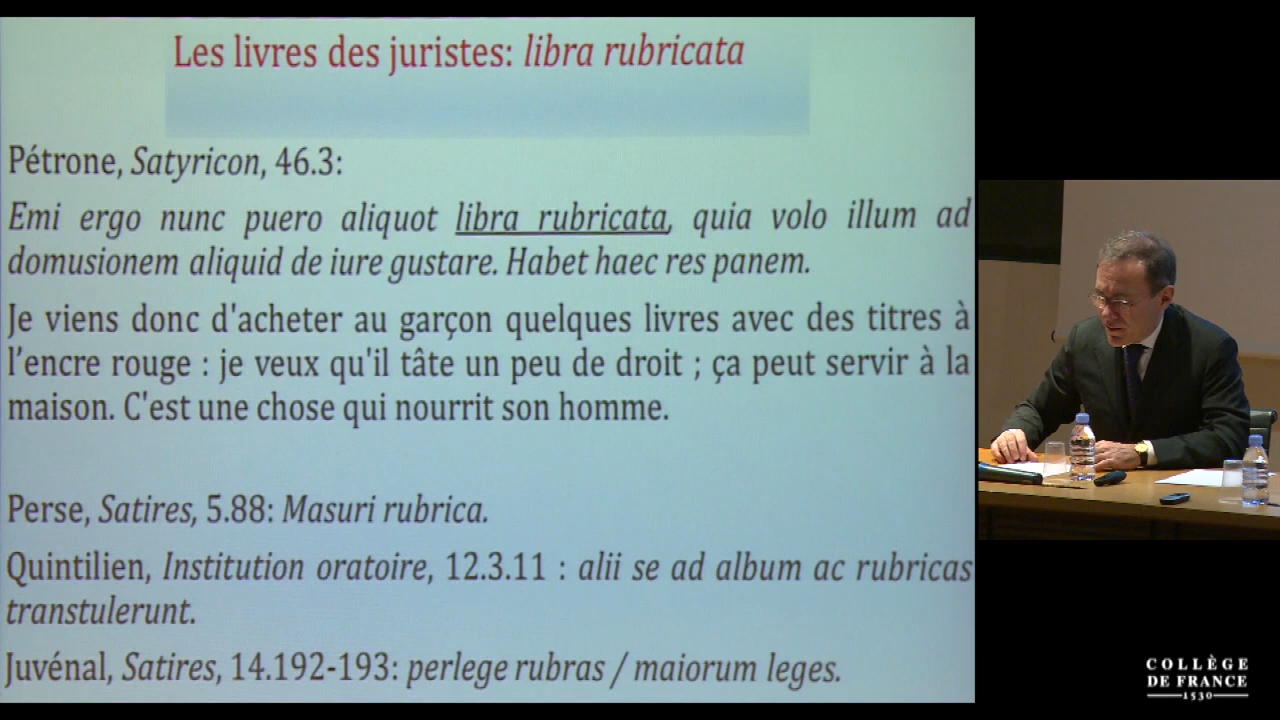 Les livres des juristes: libra rubricata
Pétrone, Satyricon, 46.3:
Emi ergo nunc puero aliquot libra rubricata, quia volo illum ad
domusionem aliquid de iure gustare. Habet haec res panem.
Je viens donc d'acheter au garçon quelques livres avec des titres à
l'encre rouge : je veux qu'il tâte un peu de droit ; ça peut servir à la
maison. C'est une chose qui nourrit son homme.
Perse, Satires, 5.88: Masuri rubrica.
Quintilien, Institution oratoire, 12.3.11 : alii se ad album ac rubricas
transtulerunt.
Juvénal, Satires, 14.192-193: perlege rubras / maiorum leges.
COLLÈGE
DE FRANCE
1530